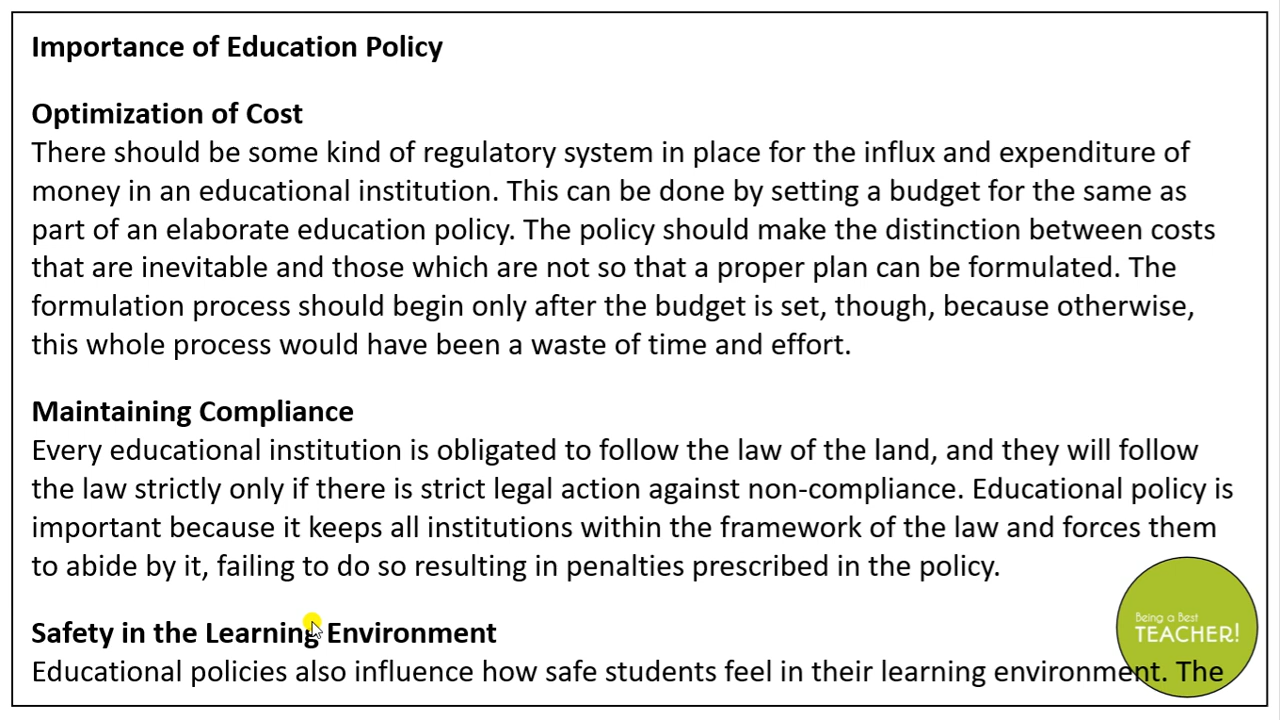 Importance of Education Policy
Optimization of Cost
There should be some kind of regulatory system in place for the influx and expenditure of
money in an educational institution. This can be done by setting a budget for the same as
part of an elaborate education policy. The policy should make the distinction between costs
that are inevitable and those which are not so that a proper plan can be formulated. The
formulation process should begin only after the budget is set, though, because otherwise,
this whole process would have been a waste of time and effort.
Maintaining Compliance
Every educational institution is obligated to follow the law of the land, and they will follow
the law strictly only if there is strict legal action against non-compliance. Educational policy is
important because it keeps all institutions within the framework of the law and forces them
to abide by it, failing to do so resulting in penalties prescribed in the policy.
Safety in the Learning Environment
Educational policies also influence how safe students feel in their learning environment. The
Being a Best
TEACHER!